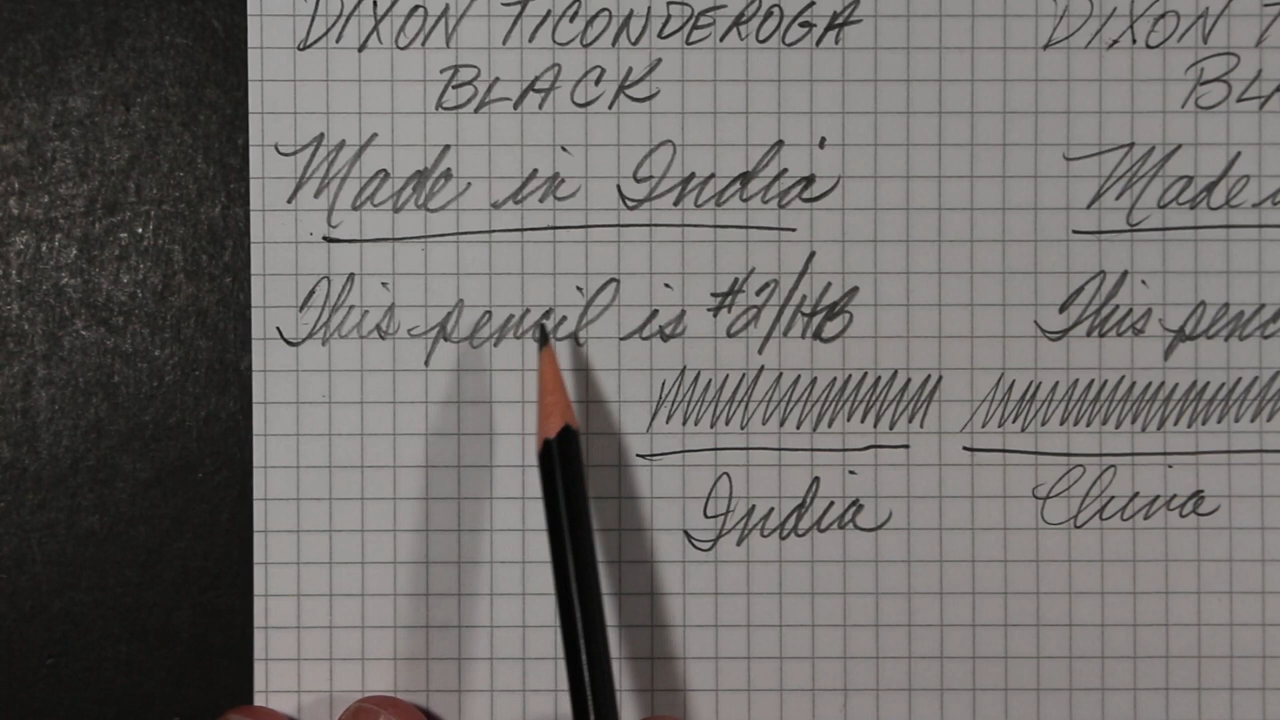 DIXON TICONDEROGA
BLACK
Made in India
This pencil is #2/HB
India
DIXON T
BLA
Made i
This penc
China